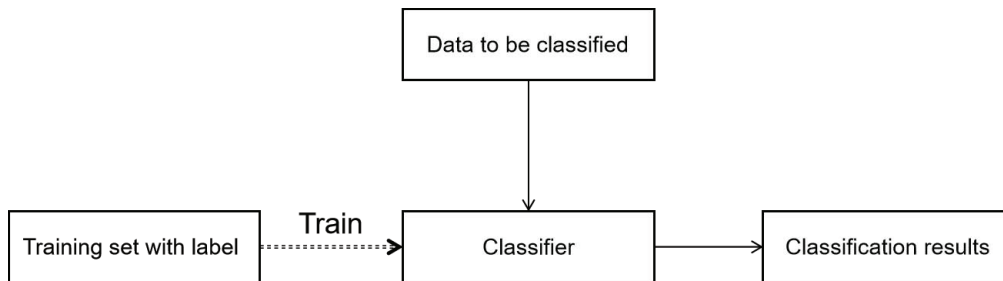 Data to be classified
Train
Training set with label
Classifier
Classification results